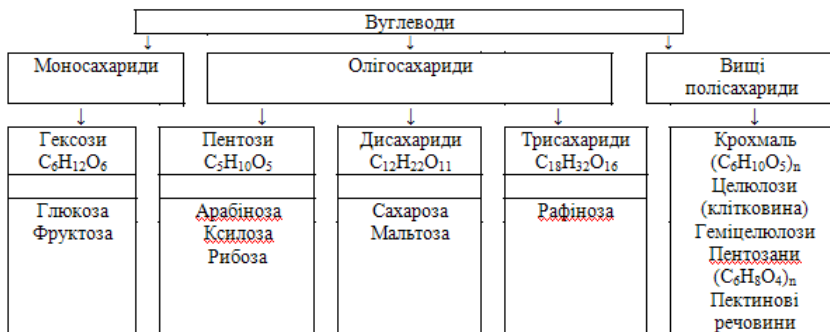 Вуглеводи
Моносахариди
Олігосахариди
Вищі
полісахариди
Гексози
C₆H₁₂O₆
Глюкоза
Фруктоза
Пентози
C₅H₁₀O₅
Арабіноза
Ксилоза
Рибоза
Дисахариди
C₁₂H₂₂O₁₁
Сахароза
Мальтоза
Трисахариди
C₁₈H₃₂O₁₆
Рафіноза
Крохмаль
(C₆H₁₀O₅)ₙ
Целюлози
(клітковина)
Геміцелюлози
Пентозани
(C₆H₈O₄)ₙ
Пектинові
речовини